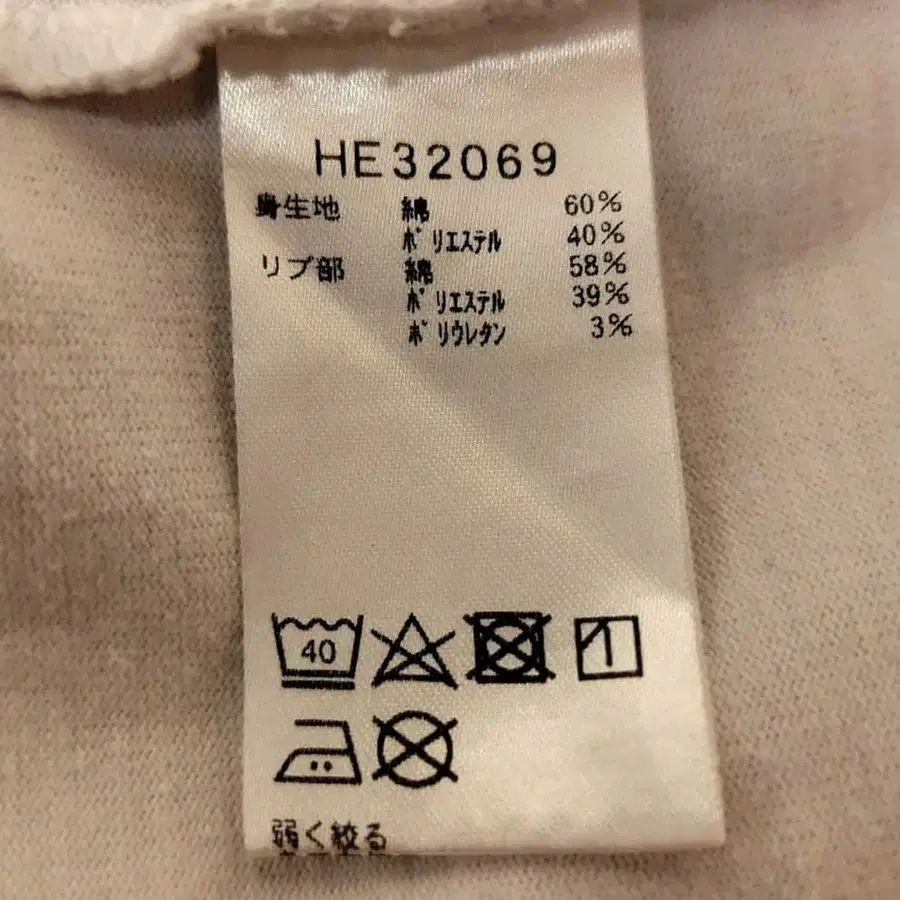 HE32069
身生地 綿 60%
ポリエステル 40%
リブ部 綿 58%
ポリエステル 39%
ポリウレタン 3%
40
弱く絞る